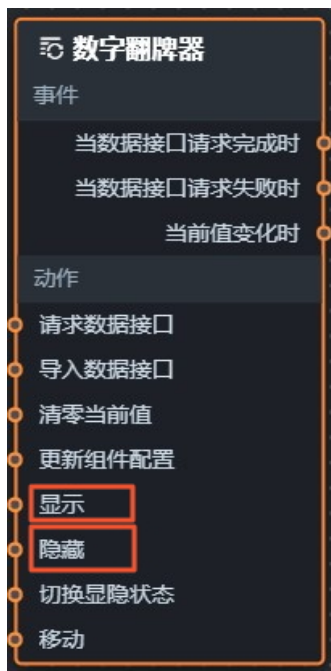 数字翻牌器
事件
当数据接口请求完成时
当数据接口请求失败时
当前值变化时
动作
请求数据接口
导入数据接口
清零当前值
更新组件配置
显示
隐藏
切换显隐状态
移动